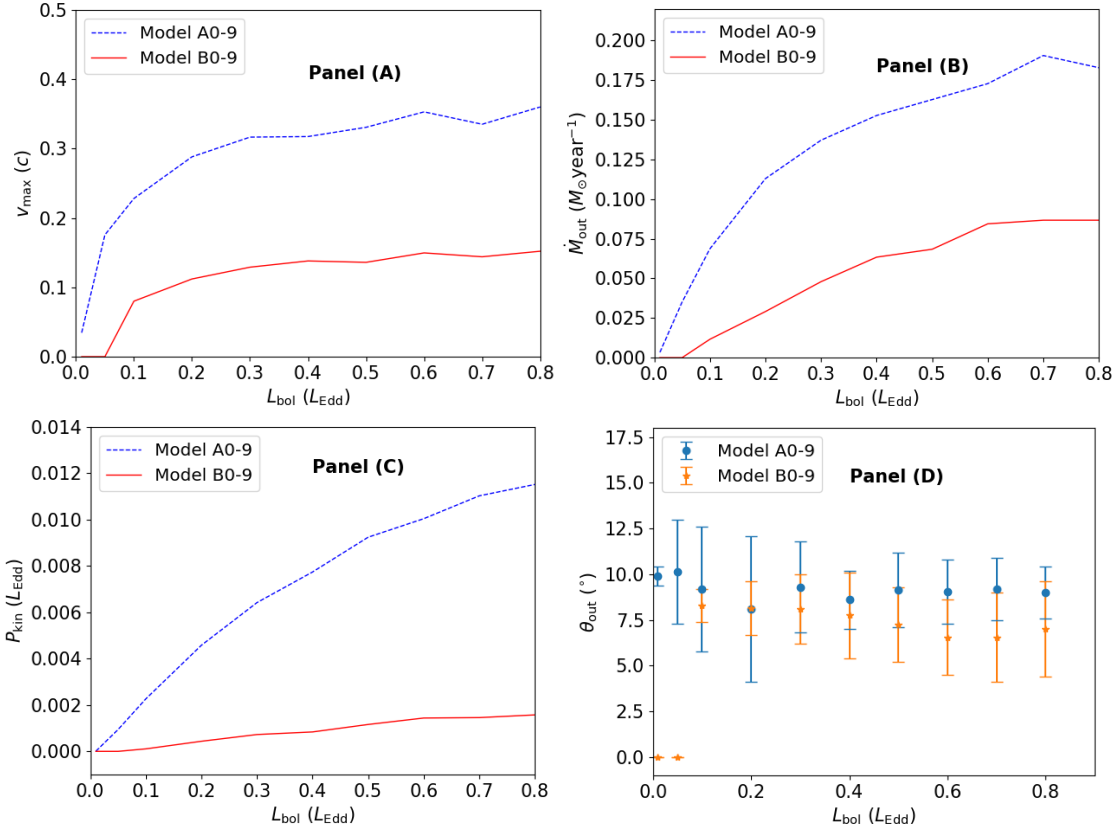 0.5
0.4
0.3
0.2
0.1
0.0
v_max (c)
Model A0-9
Model B0-9
Panel (A)
0.0 0.1 0.2 0.3 0.4 0.5 0.6 0.7 0.8
L_bol (L_Edd)
0.200
0.175
0.150
0.125
0.100
0.075
0.050
0.025
0.000
Ṁ_out (M_⊙year⁻¹)
Model A0-9
Model B0-9
Panel (B)
0.0 0.1 0.2 0.3 0.4 0.5 0.6 0.7 0.8
L_bol (L_Edd)
0.014
0.012
0.010
0.008
0.006
0.004
0.002
0.000
P_kin (L_Edd)
Model A0-9
Model B0-9
Panel (C)
0.0 0.1 0.2 0.3 0.4 0.5 0.6 0.7 0.8
L_bol (L_Edd)
17.5
15.0
12.5
10.0
7.5
5.0
2.5
0.0
θ_out (°)
Model A0-9
Model B0-9
Panel (D)
0.0 0.2 0.4 0.6 0.8
L_bol (L_Edd)